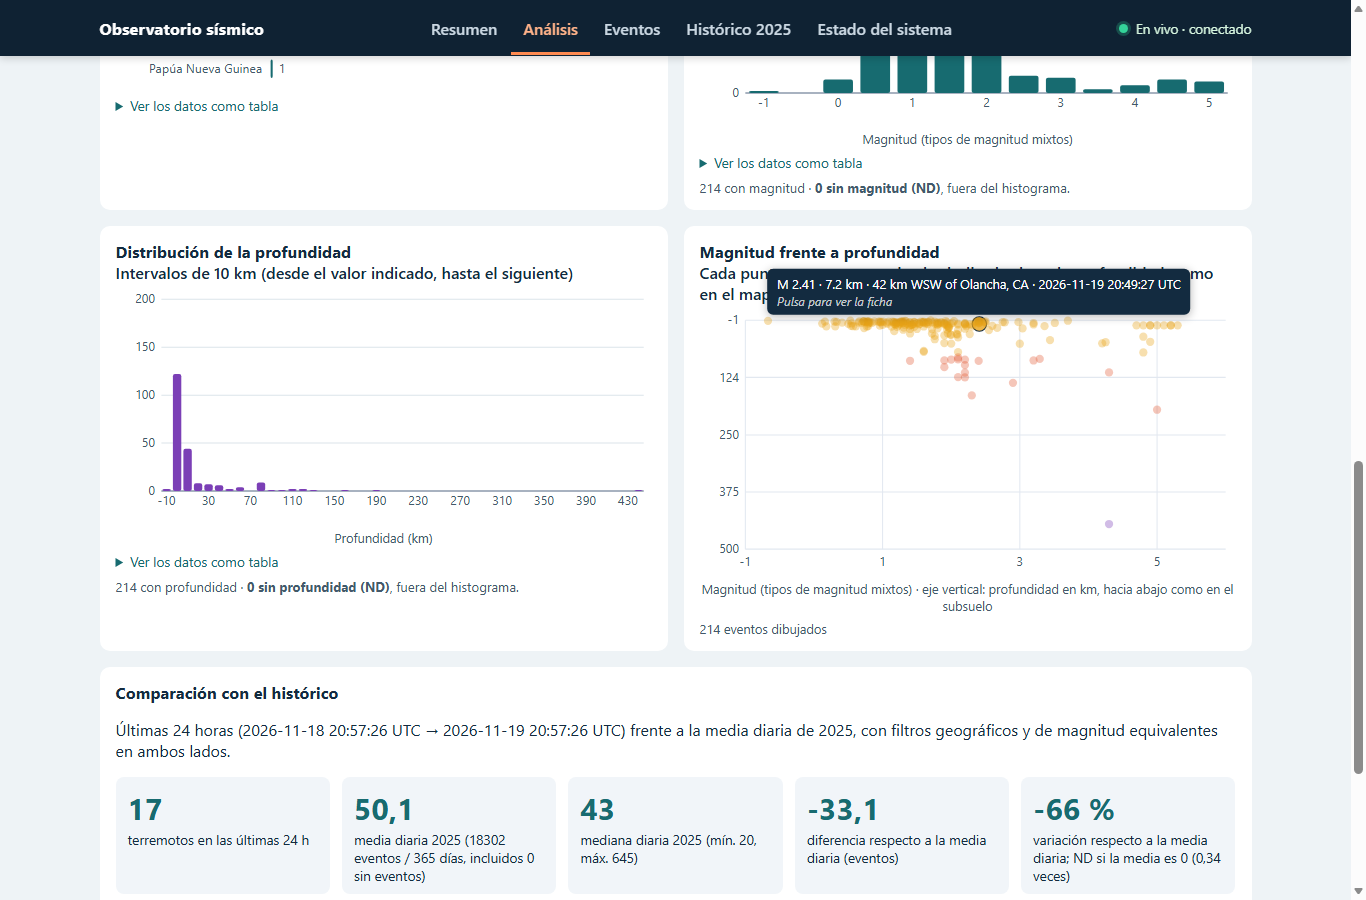 Observatorio sísmico
Resumen
Análisis
Eventos
Histórico 2025
Estado del sistema
En vivo · conectado
Papúa Nueva Guinea 1
▶ Ver los datos como tabla
0
-1 0 1 2 3 4 5
Magnitud (tipos de magnitud mixtos)
▶ Ver los datos como tabla
214 con magnitud · 0 sin magnitud (ND), fuera del histograma.
Distribución de la profundidad
Intervalos de 10 km (desde el valor indicado, hasta el siguiente)
200
150
100
50
0
-10 30 70 110 150 190 230 270 310 350 390 430
Profundidad (km)
▶ Ver los datos como tabla
214 con profundidad · 0 sin profundidad (ND), fuera del histograma.
Magnitud frente a profundidad
Cada
en el
M 2.41 · 7.2 km · 42 km WSW of Olancha, CA · 2026-11-19 20:49:27 UTC
Pulsa para ver la ficha
-1
124
250
375
500
-1 1 3 5
Magnitud (tipos de magnitud mixtos) · eje vertical: profundidad en km, hacia abajo como en el
subsuelo
214 eventos dibujados
Comparación con el histórico
Últimas 24 horas (2026-11-18 20:57:26 UTC → 2026-11-19 20:57:26 UTC) frente a la media diaria de 2025, con filtros geográficos y de magnitud equivalentes
en ambos lados.
17
terremotos en las últimas 24 h
50,1
media diaria 2025 (18302
eventos / 365 días, incluidos 0
sin eventos)
43
mediana diaria 2025 (mín. 20,
máx. 645)
-33,1
diferencia respecto a la media
diaria (eventos)
-66 %
variación respecto a la media
diaria; ND si la media es 0 (0,34
veces)